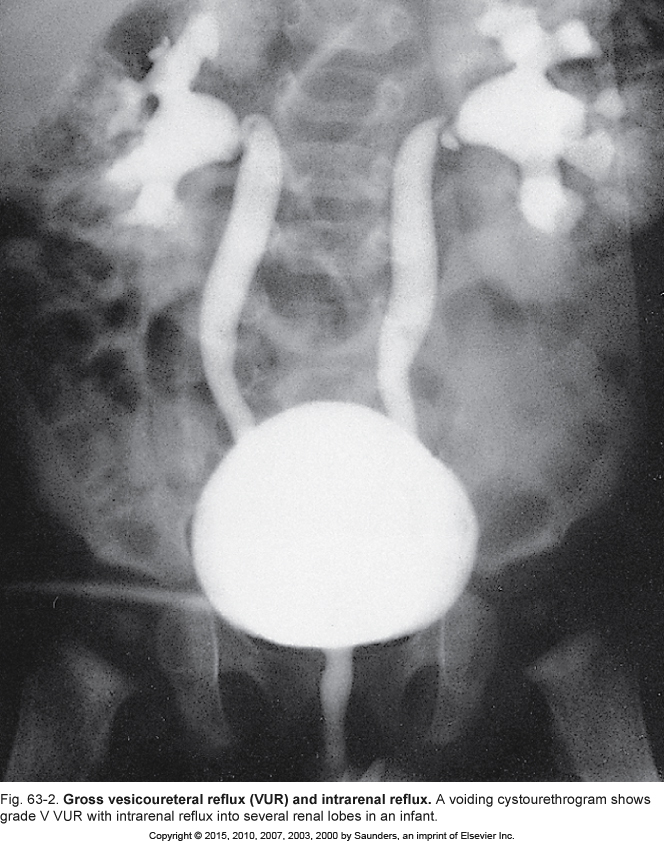 Fig. 63-2. Gross vesicoureteral reflux (VUR) and intrarenal reflux. A voiding cystourethrogram shows
grade V VUR with intrarenal reflux into several renal lobes in an infant.
Copyright © 2015, 2010, 2007, 2003, 2000 by Saunders, an imprint of Elsevier Inc.